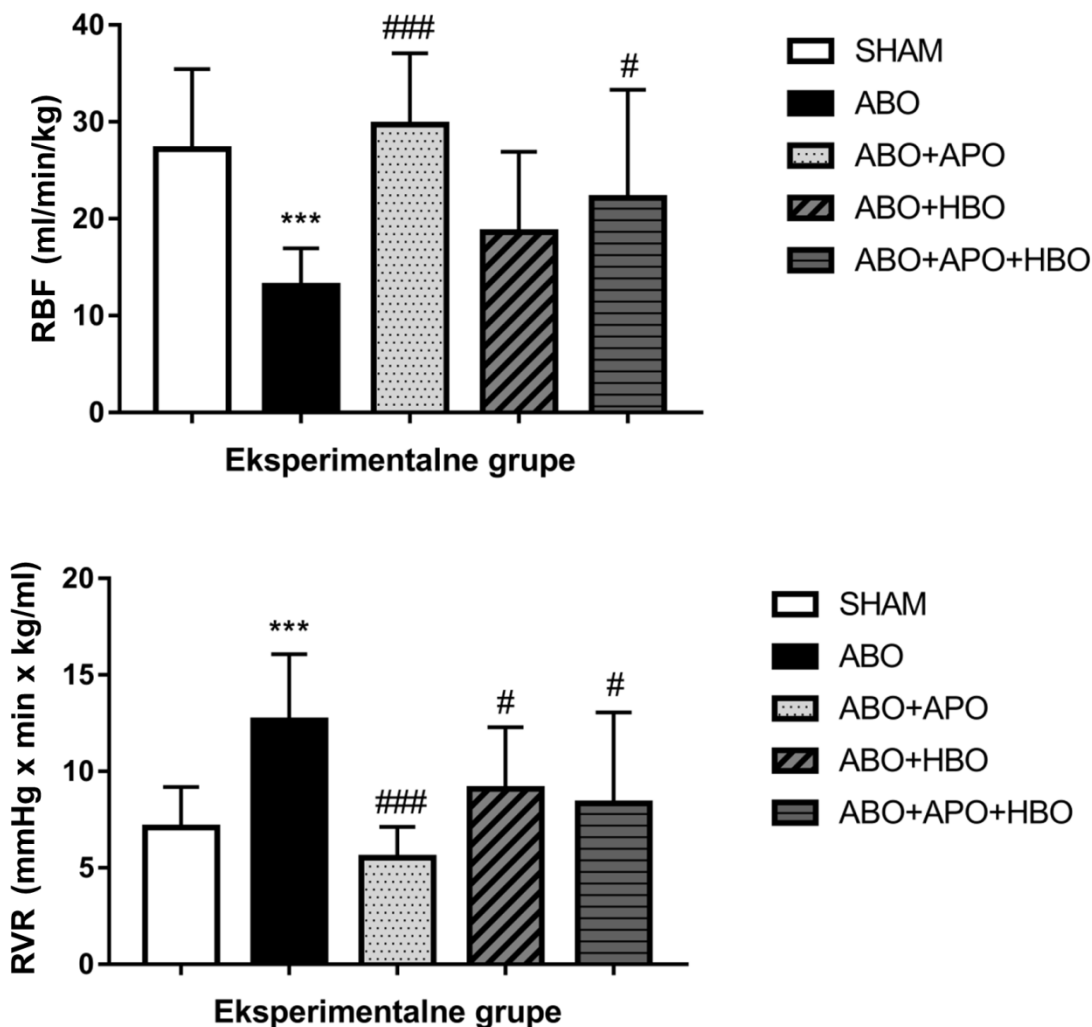 RBF (ml/min/kg)
40
30
20
10
0
***
###
#
Eksperimentalne grupe
SHAM
ABO
ABO+APO
ABO+HBO
ABO+APO+HBO
RVR (mmHg x min x kg/ml)
20
15
10
5
0
***
###
#
#
Eksperimentalne grupe
SHAM
ABO
ABO+APO
ABO+HBO
ABO+APO+HBO